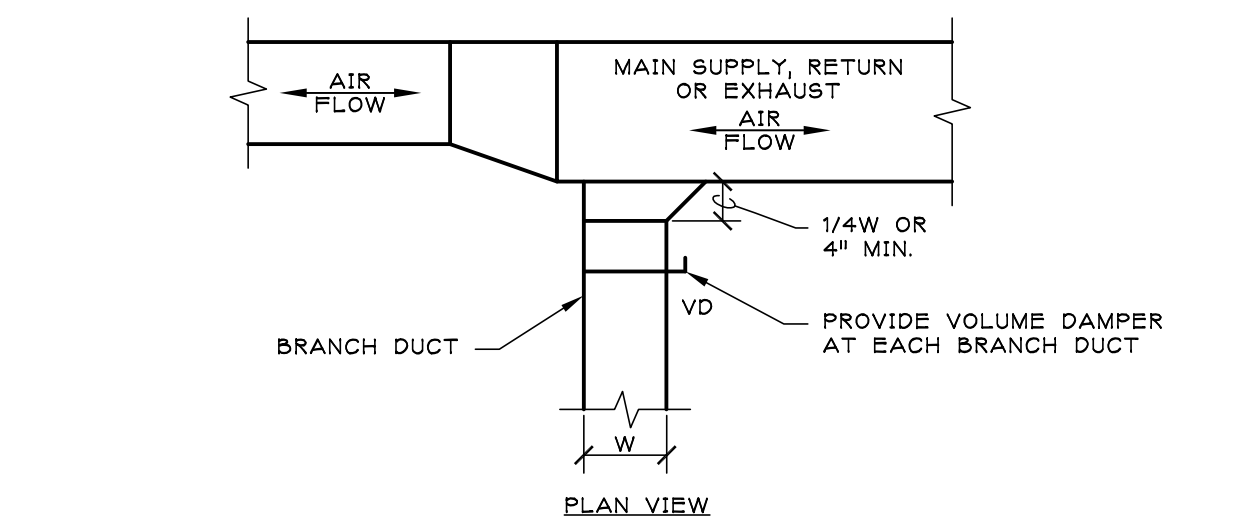 AIR
FLOW
MAIN SUPPLY, RETURN
OR EXHAUST
AIR
FLOW
1/4W OR
4" MIN.
VD
PROVIDE VOLUME DAMPER
AT EACH BRANCH DUCT
BRANCH DUCT
W
PLAN VIEW